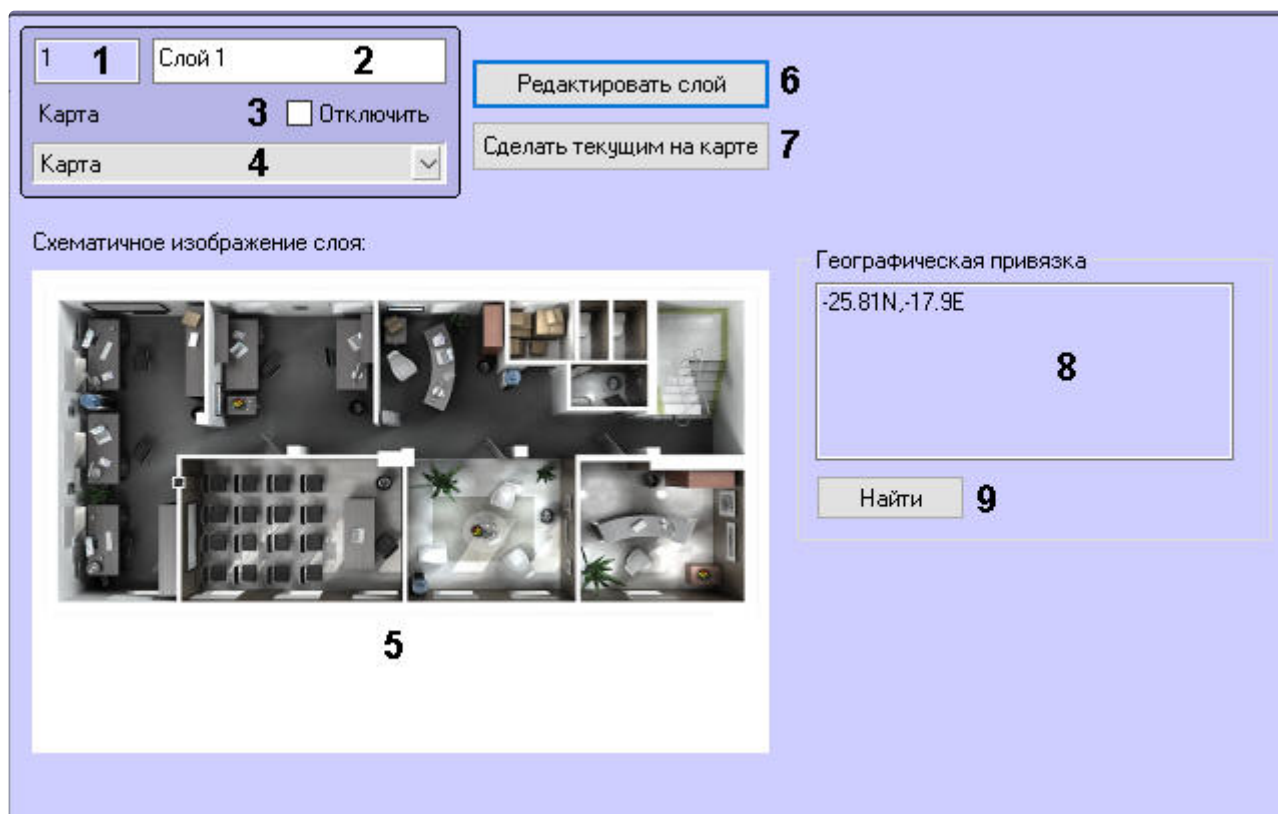 1 1 Слой 1 2
Карта 3 Отключить
Карта 4
Редактировать слой 6
Сделать текущим на карте 7
Схематичное изображение слоя:
5
Географическая привязка
-25.81N,-17.9E
8
Найти 9